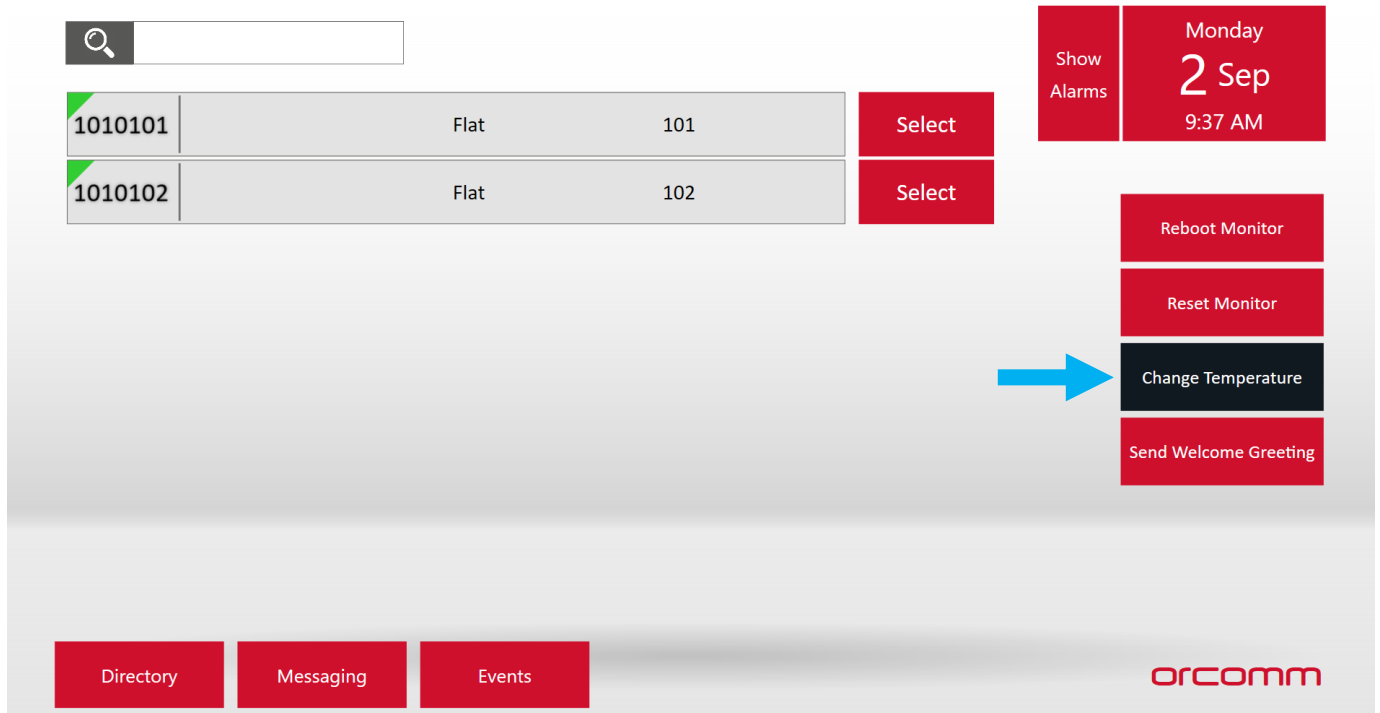 Show
Alarms
Monday
2 Sep
9:37 AM
1010101 Flat 101 Select
1010102 Flat 102 Select
Reboot Monitor
Reset Monitor
Change Temperature
Send Welcome Greeting
Directory Messaging Events
orcomm